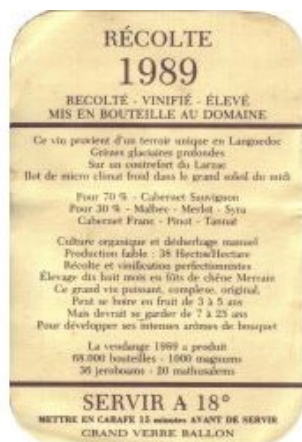 RÉCOLTE
1989
RECOLTÉ - VINIFIÉ - ÉLEVÉ
MIS EN BOUTEILLE AU DOMAINE
Ce vin provient d'un terroir unique en Languedoc
Grèzes glaciaires profondes
Sur un contrefort du Larzac
Ilot de micro climat froid dans le grand soleil du midi
Pour 70 % - Cabernet Sauvignon
Pour 30 % - Malbec - Merlot - Syra
Cabernet Franc - Pinot - Tannat
Culture organique et désherbage manuel
Production faible : 38 Hectos/Hectare
Récolte et vinification perfectionnistes
Élevage dix huit mois en fûts de chêne Merrain
Ce grand vin puissant, complexe, original,
Peut se boire en fruit de 3 à 5 ans
Mais devrait se garder de 7 à 25 ans
Pour développer ses intenses arômes de bouquet
La vendange 1989 a produit
68.000 bouteilles - 1000 magnums
36 jeroboams - 20 mathusalems
SERVIR A 18°
METTRE EN CARAFE 15 minutes AVANT DE SERVIR
GRAND VERRE BALLON